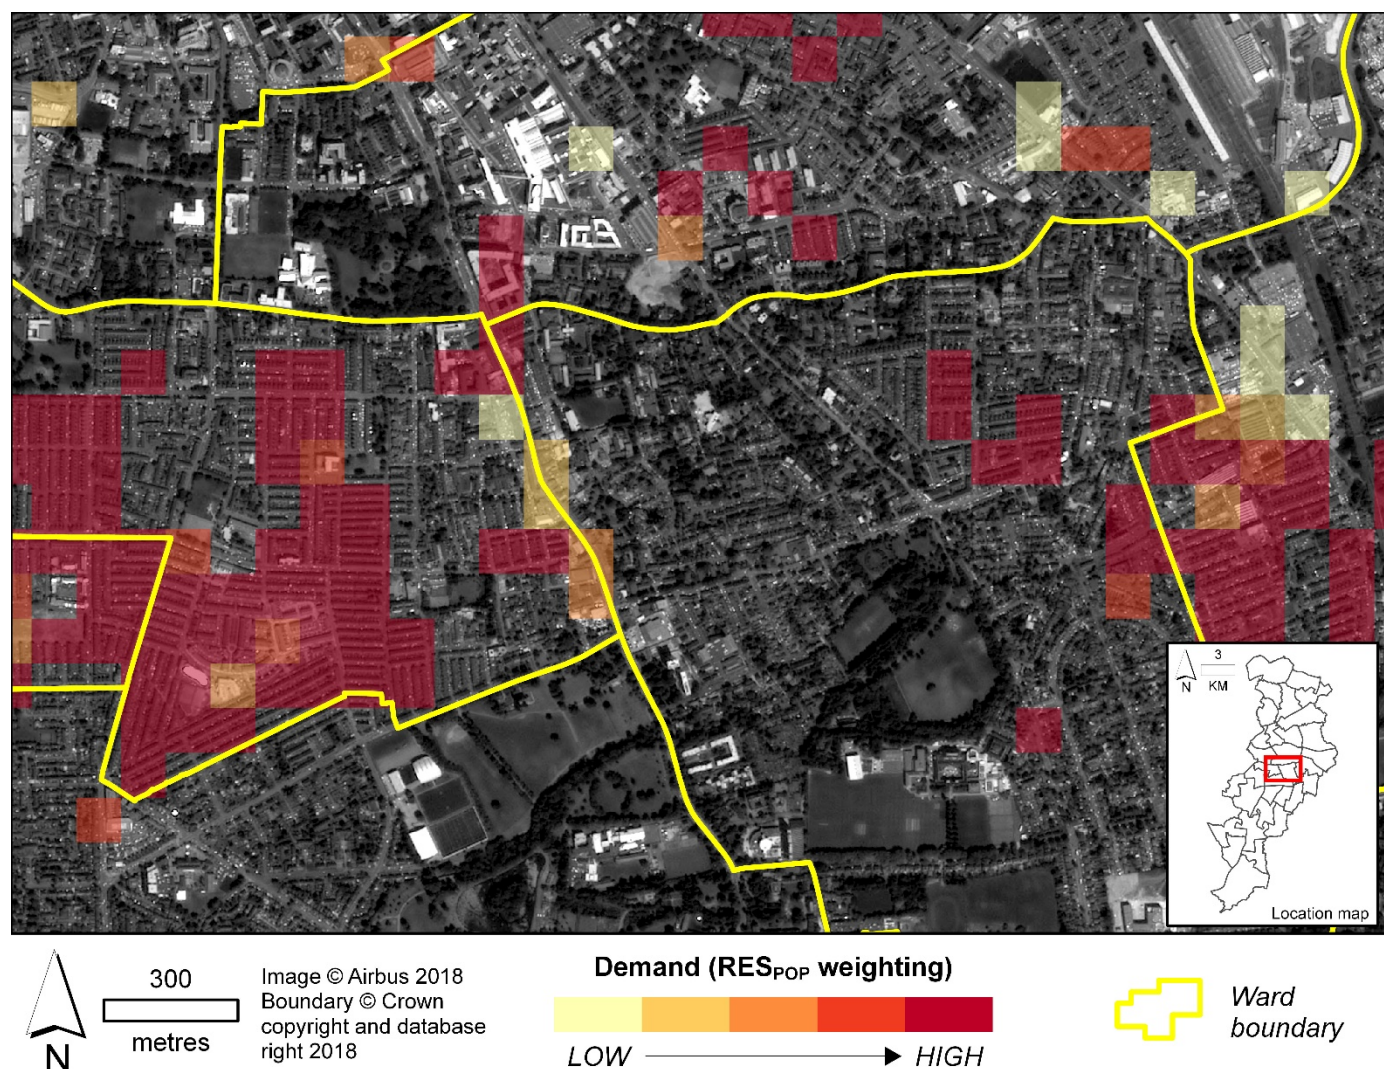 3
N
KM
Location map
N
300
metres
Image © Airbus 2018
Boundary © Crown
copyright and database
right 2018
Demand (RESPOP weighting)
LOW
HIGH
Ward
boundary